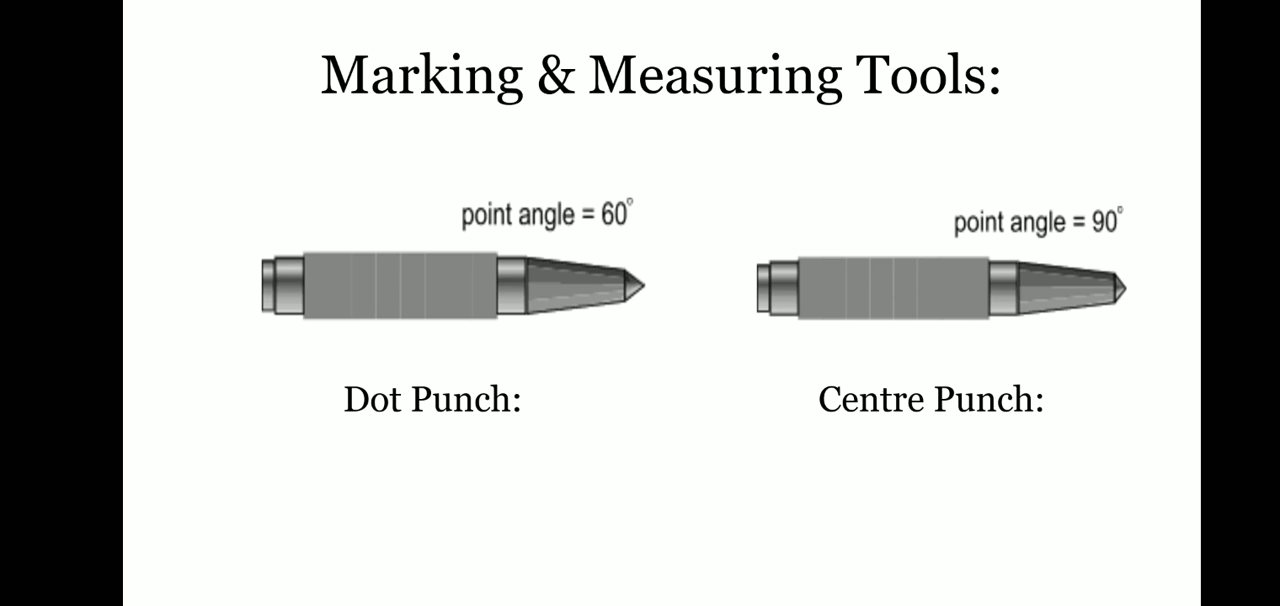 Marking & Measuring Tools:
point angle = 60°
point angle = 90°
Dot Punch:
Centre Punch: